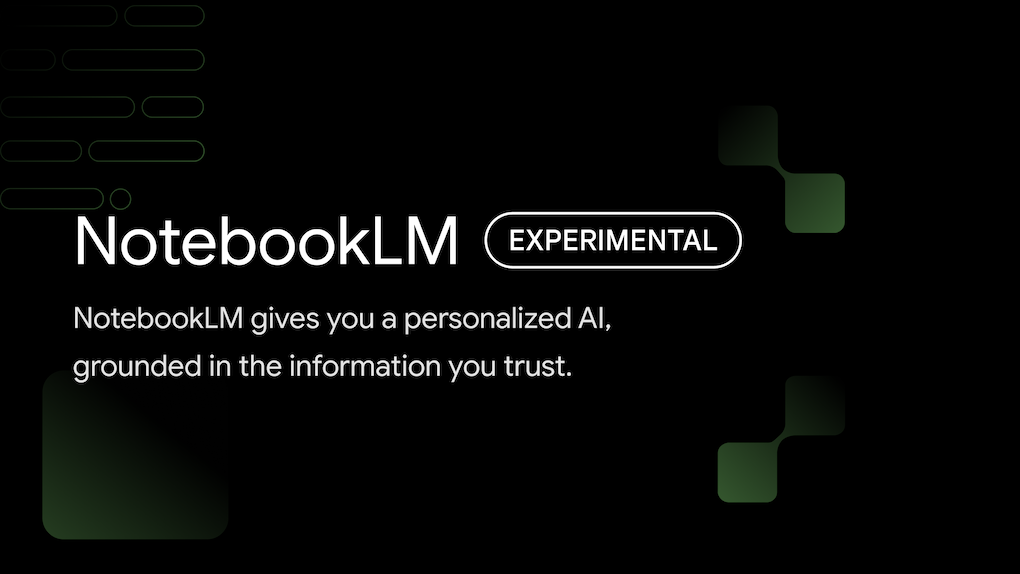 NotebookLM EXPERIMENTAL
NotebookLM gives you a personalized AI,
grounded in the information you trust.